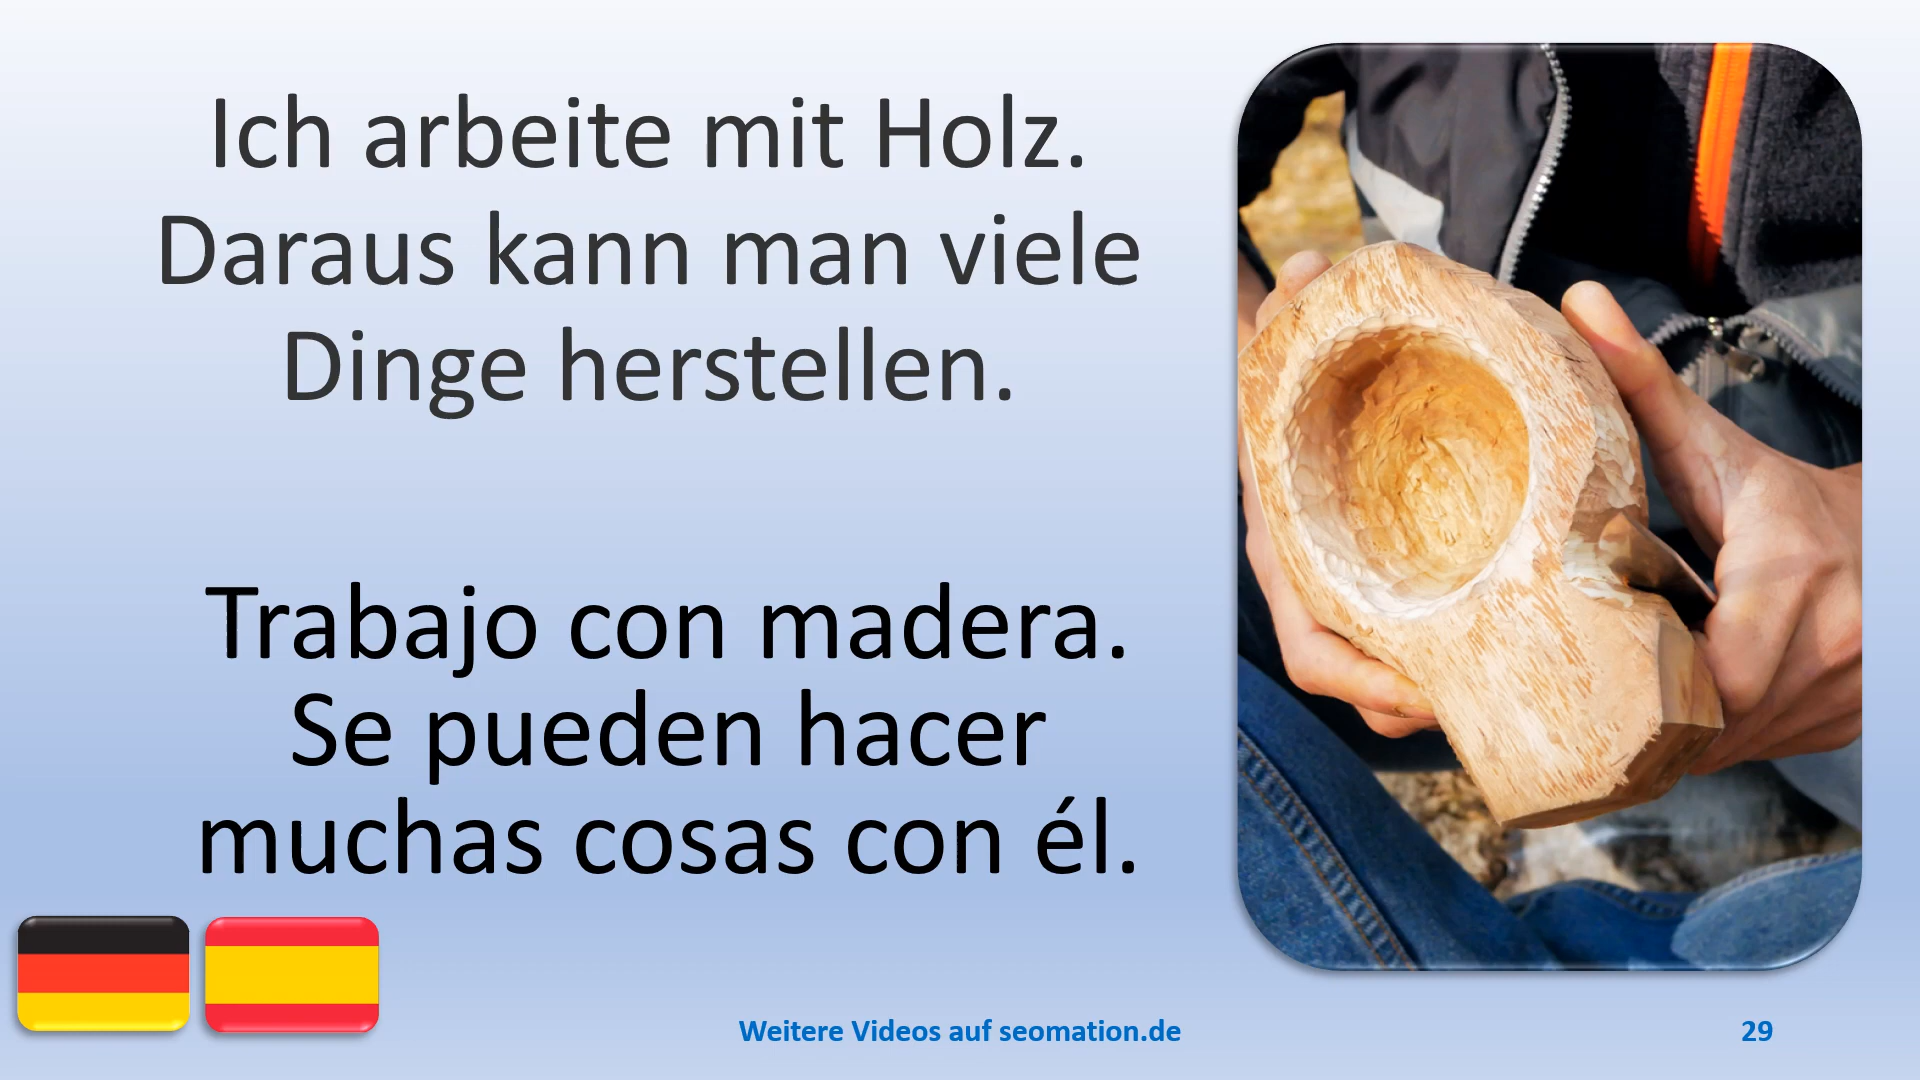 Ich arbeite mit Holz.
Daraus kann man viele
Dinge herstellen.
Trabajo con madera.
Se pueden hacer
muchas cosas con él.
Weitere Videos auf seomation.de
29